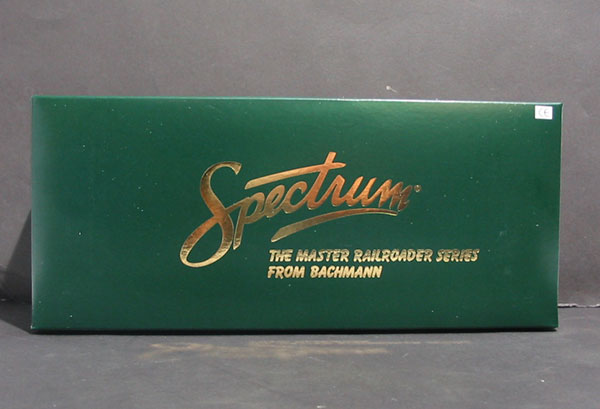 Spectrum®
THE MASTER RAILROADER SERIES
FROM BACHMANN